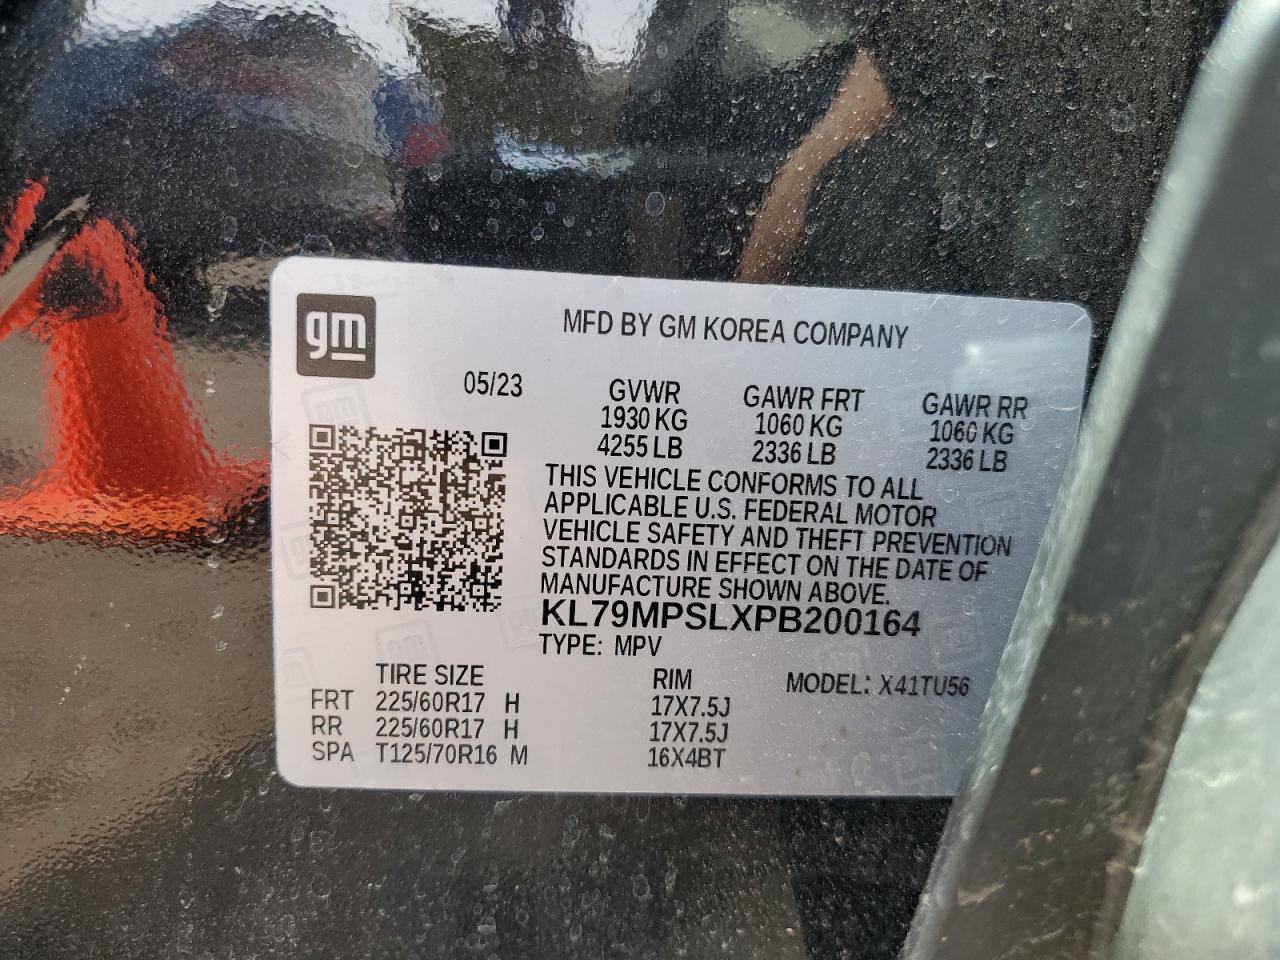 gm
MFD BY GM KOREA COMPANY
05/23 GVWR GAWR FRT GAWR RR
1930 KG 1060 KG 1060 KG
4255 LB 2336 LB 2336 LB
THIS VEHICLE CONFORMS TO ALL
APPLICABLE U.S. FEDERAL MOTOR
VEHICLE SAFETY AND THEFT PREVENTION
STANDARDS IN EFFECT ON THE DATE OF
MANUFACTURE SHOWN ABOVE.
KL79MPSLXPB200164
TYPE: MPV
TIRE SIZE RIM MODEL: X41TU56
FRT 225/60R17 H 17X7.5J
RR 225/60R17 H 17X7.5J
SPA T125/70R16 M 16X4BT